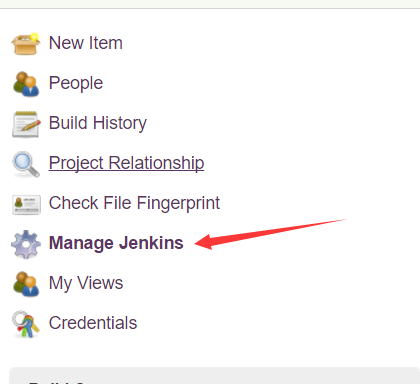 New Item
People
Build History
Project Relationship
Check File Fingerprint
Manage Jenkins
My Views
Credentials